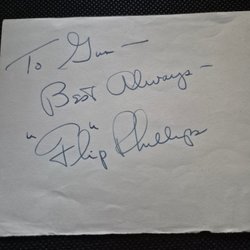 To Gus —
Best Always —
"Flip" Phillips